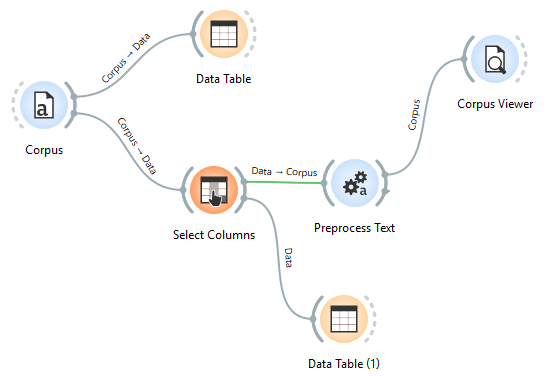 Corpus → Data
Data Table
Corpus
Corpus → Data
Select Columns
Data → Corpus
Preprocess Text
Corpus
Corpus Viewer
Data
Data Table (1)
a
a